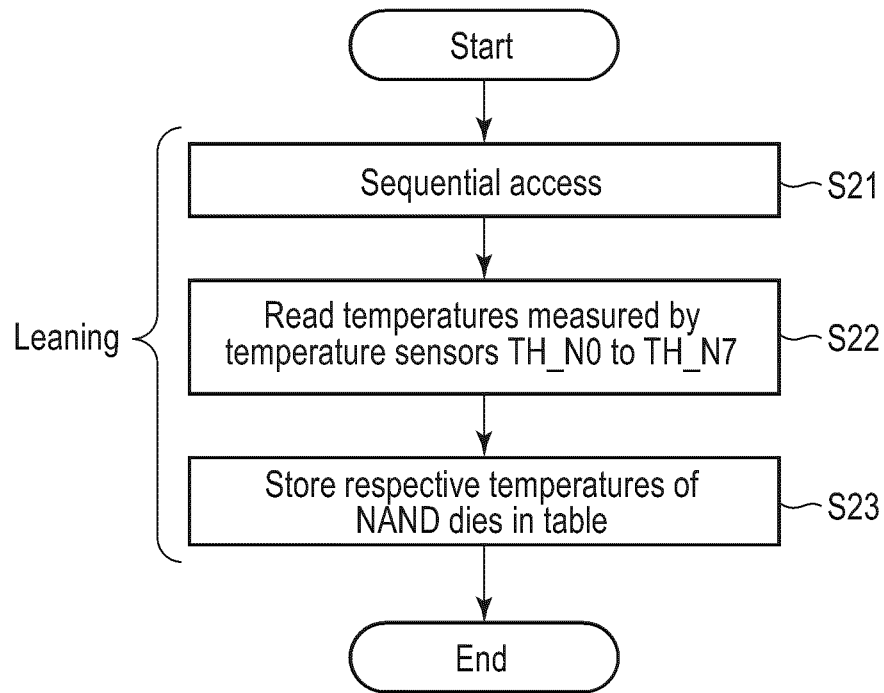 Start
Sequential access
S21
Leaning
Read temperatures measured by
temperature sensors TH_N0 to TH_N7
S22
Store respective temperatures of
NAND dies in table
S23
End